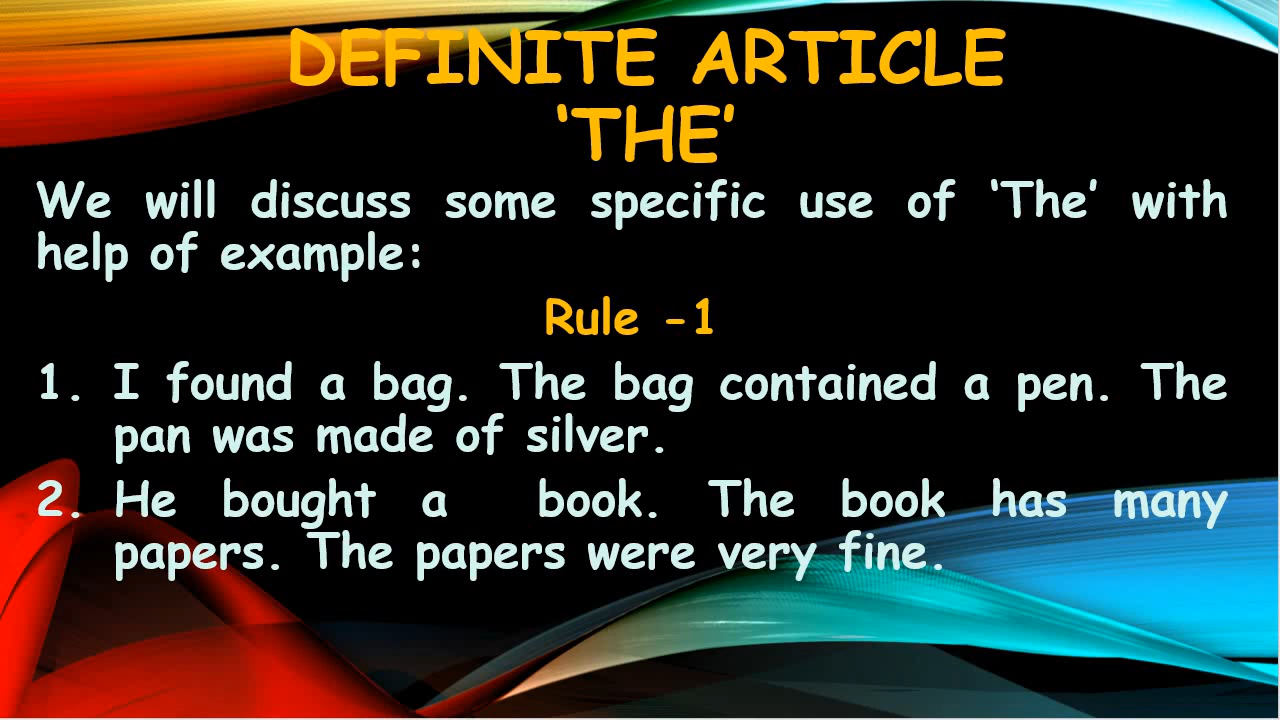 DEFINITE ARTICLE
‘THE’
We will discuss some specific use of ‘The’ with
help of example:
Rule -1
1. I found a bag. The bag contained a pen. The
pan was made of silver.
2. He bought a book. The book has many
papers. The papers were very fine.